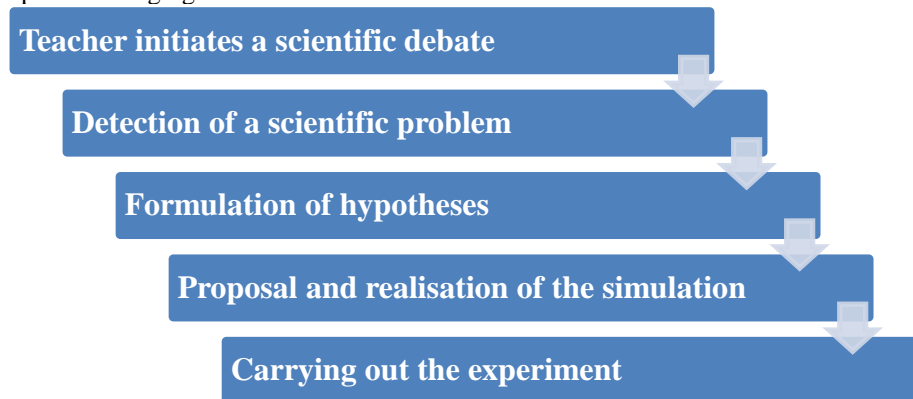 Teacher initiates a scientific debate
Detection of a scientific problem
Formulation of hypotheses
Proposal and realisation of the simulation
Carrying out the experiment